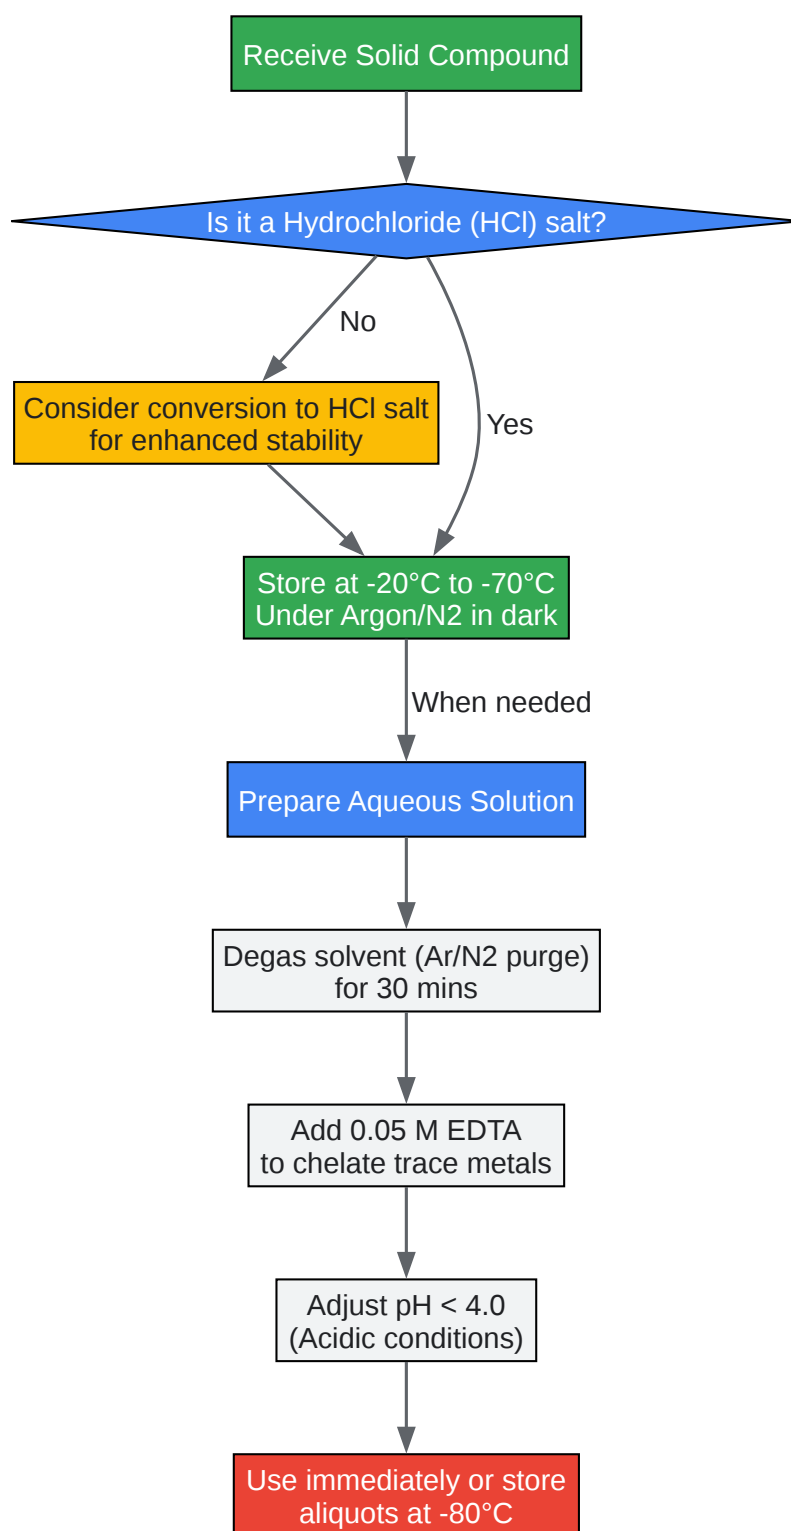 Receive Solid Compound
Is it a Hydrochloride (HCl) salt?
No
Consider conversion to HCl salt
for enhanced stability
Yes
Store at -20°C to -70°C
Under Argon/N2 in dark
When needed
Prepare Aqueous Solution
Degas solvent (Ar/N2 purge)
for 30 mins
Add 0.05 M EDTA
to chelate trace metals
Adjust pH < 4.0
(Acidic conditions)
Use immediately or store
aliquots at -80°C